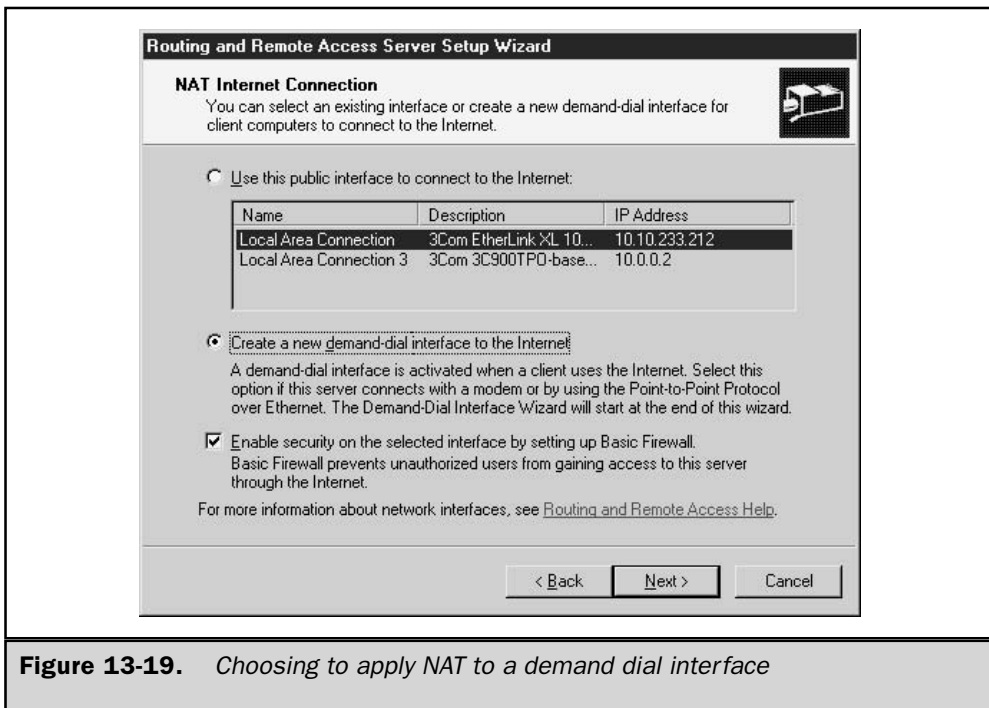 Routing and Remote Access Server Setup Wizard
NAT Internet Connection
You can select an existing interface or create a new demand-dial interface for
client computers to connect to the Internet.
Use this public interface to connect to the Internet:
Name Description IP Address
Local Area Connection 3Com EtherLink XL 10... 10.10.233.212
Local Area Connection 3 3Com 3C900TPO-base... 10.0.0.2
Create a new demand-dial interface to the Internet
A demand-dial interface is activated when a client uses the Internet. Select this
option if this server connects with a modem or by using the Point-to-Point Protocol
over Ethernet. The Demand-Dial Interface Wizard will start at the end of this wizard.
Enable security on the selected interface by setting up Basic Firewall.
Basic Firewall prevents unauthorized users from gaining access to this server
through the Internet.
For more information about network interfaces, see Routing and Remote Access Help.
< Back Next > Cancel
Figure 13-19. Choosing to apply NAT to a demand dial interface